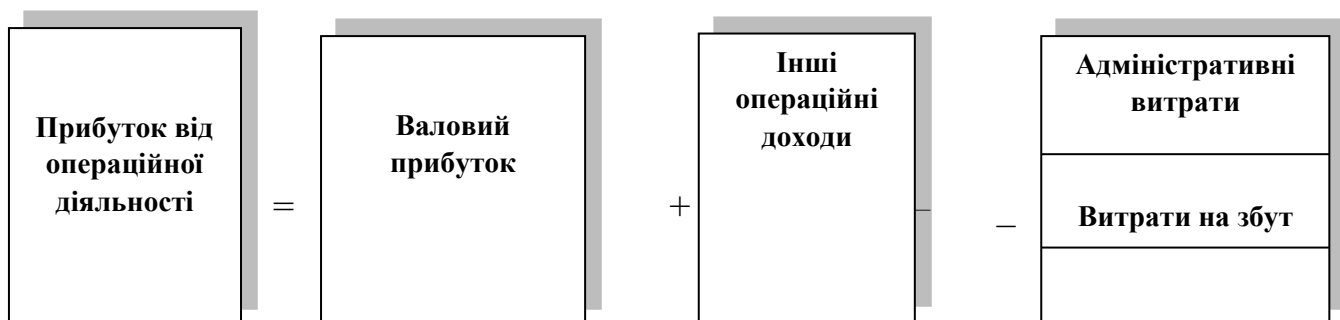 Прибуток від
операційної
діяльності
=
Валовий
прибуток
+
Інші
операційні
доходи
–
–
Адміністративні
витрати
Витрати на збут